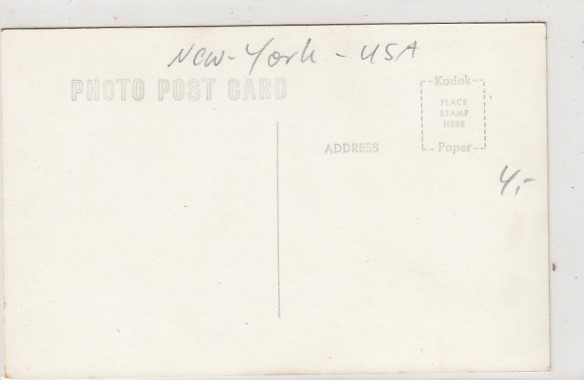 New-York - USA
PHOTO POST CARD
Kodak
PLACE
STAMP
HERE
Paper
ADDRESS
4,-